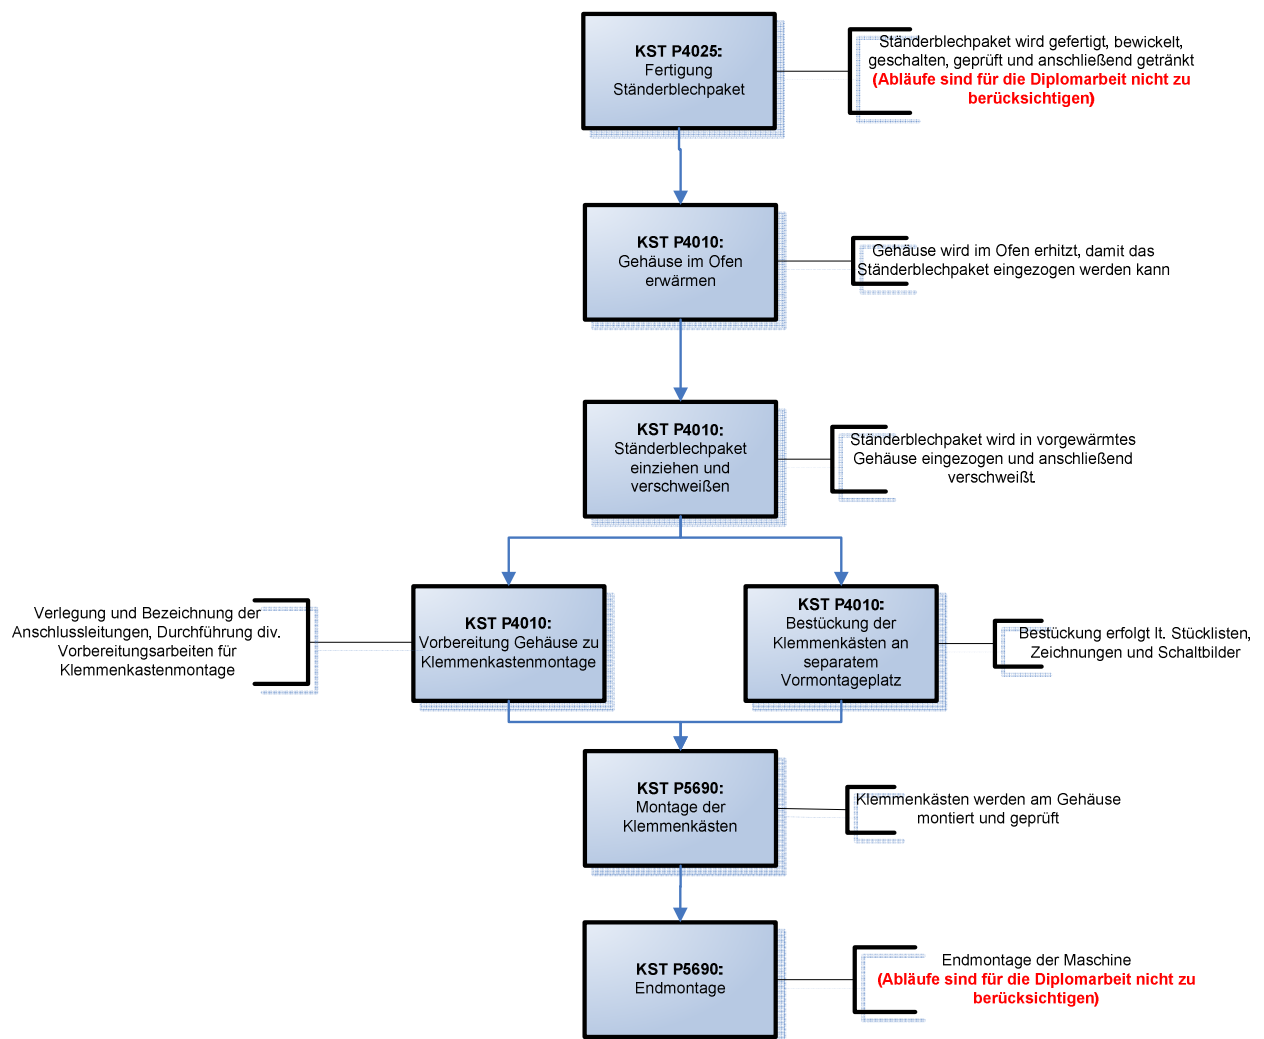 KST P4025:
Fertigung
Ständerblechpaket
Ständerblechpaket wird gefertigt, bewickelt,
geschalten, geprüft und anschließend getränkt
(Abläufe sind für die Diplomarbeit nicht zu
berücksichtigen)
KST P4010:
Gehäuse im Ofen
erwärmen
Gehäuse wird im Ofen erhitzt, damit das
Ständerblechpaket eingezogen werden kann
KST P4010:
Ständerblechpaket
einziehen und
verschweißen
Ständerblechpaket wird in vorgewärmtes
Gehäuse eingezogen und anschließend
verschweißt.
Verlegung und Bezeichnung der
Anschlussleitungen, Durchführung div.
Vorbereitungsarbeiten für
Klemmenkastenmontage
KST P4010:
Vorbereitung Gehäuse zu
Klemmenkastenmontage
KST P4010:
Bestückung der
Klemmenkästen an
separatem
Vormontageplatz
Bestückung erfolgt lt. Stücklisten,
Zeichnungen und Schaltbilder
KST P5690:
Montage der
Klemmenkästen
Klemmenkästen werden am Gehäuse
montiert und geprüft
KST P5690:
Endmontage
Endmontage der Maschine
(Abläufe sind für die Diplomarbeit nicht zu
berücksichtigen)